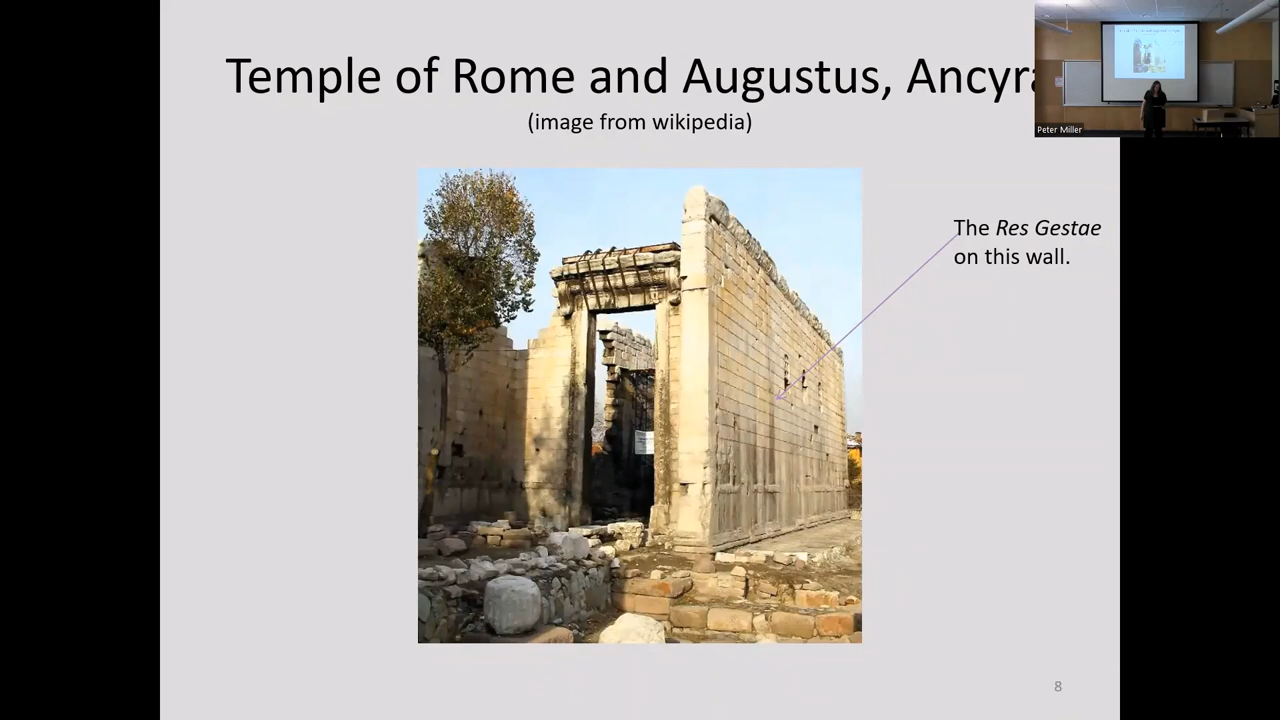 Temple of Rome and Augustus, Ancyra
(image from wikipedia)
Peter Miller
The Res Gestae
on this wall.
8